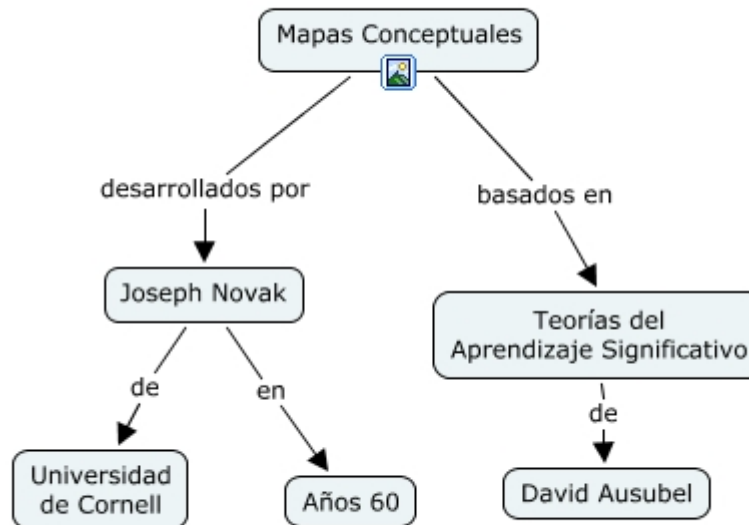 Mapas Conceptuales
desarrollados por
basados en
Joseph Novak
Teorías del
Aprendizaje Significativo
de
en
de
Universidad
de Cornell
Años 60
David Ausubel